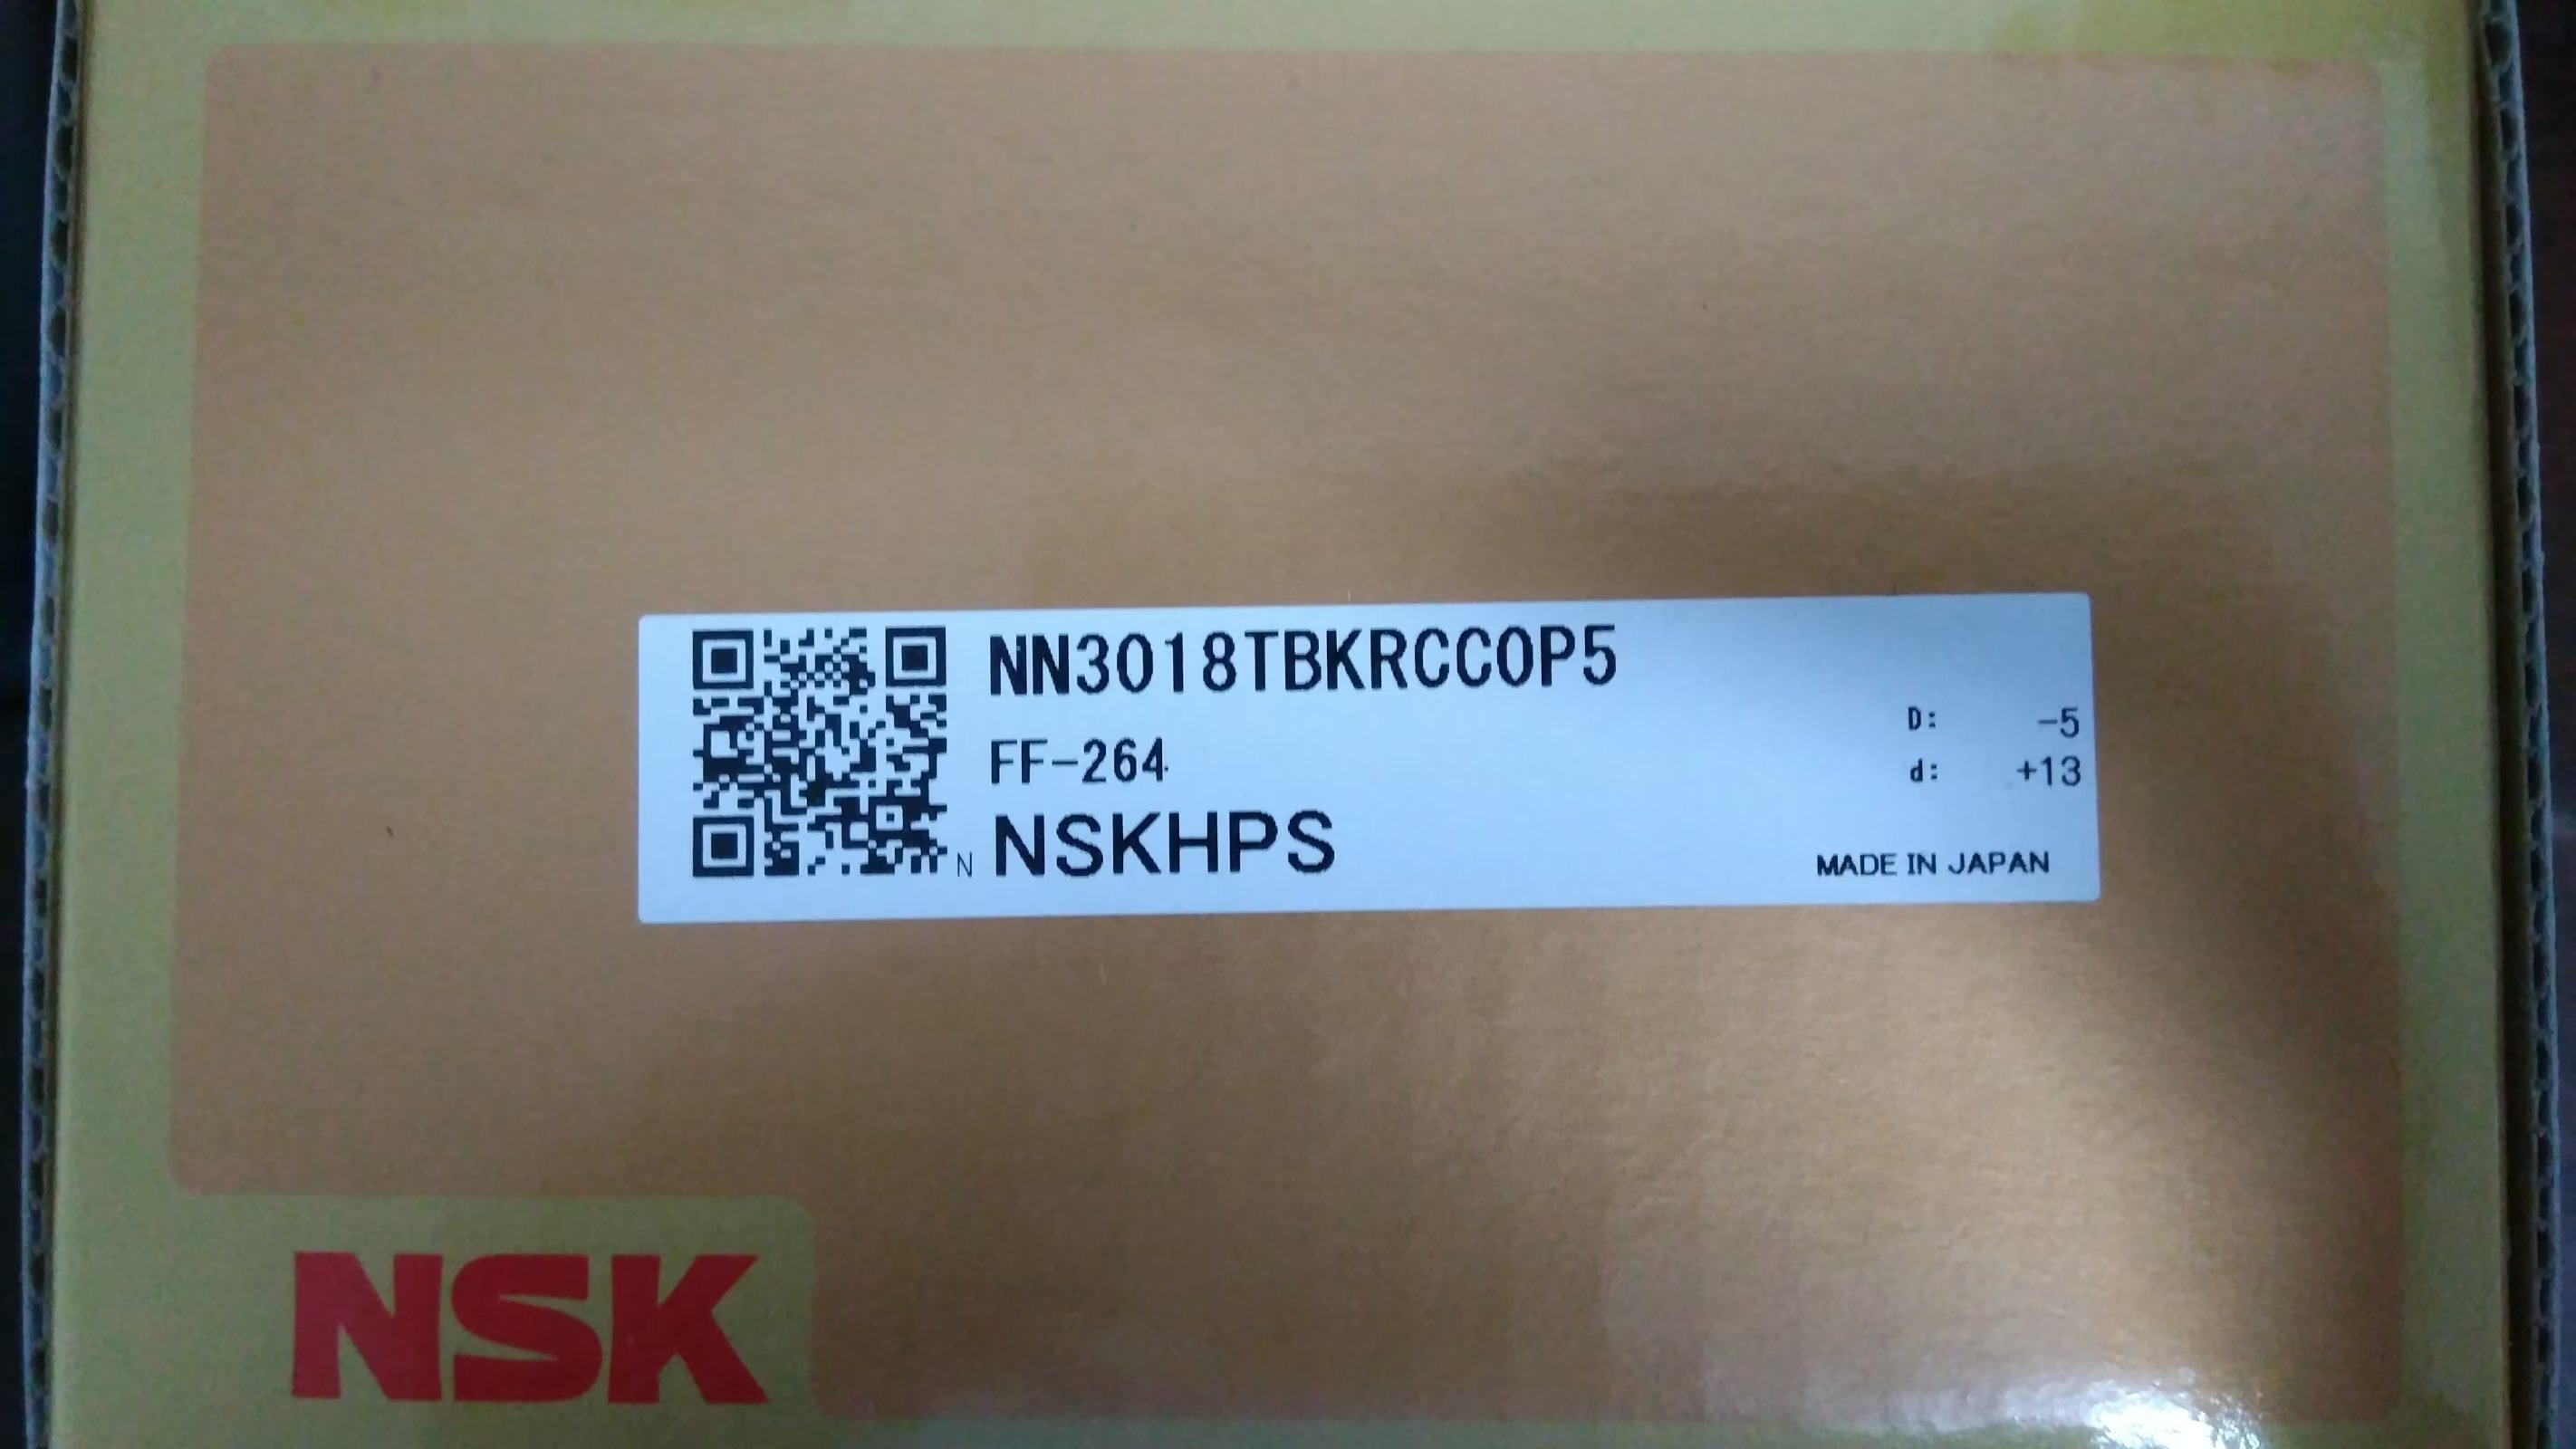 NN3018TBKRCC0P5
FF-264
D: -5
d: +13
N NSKHPS
MADE IN JAPAN
NSK